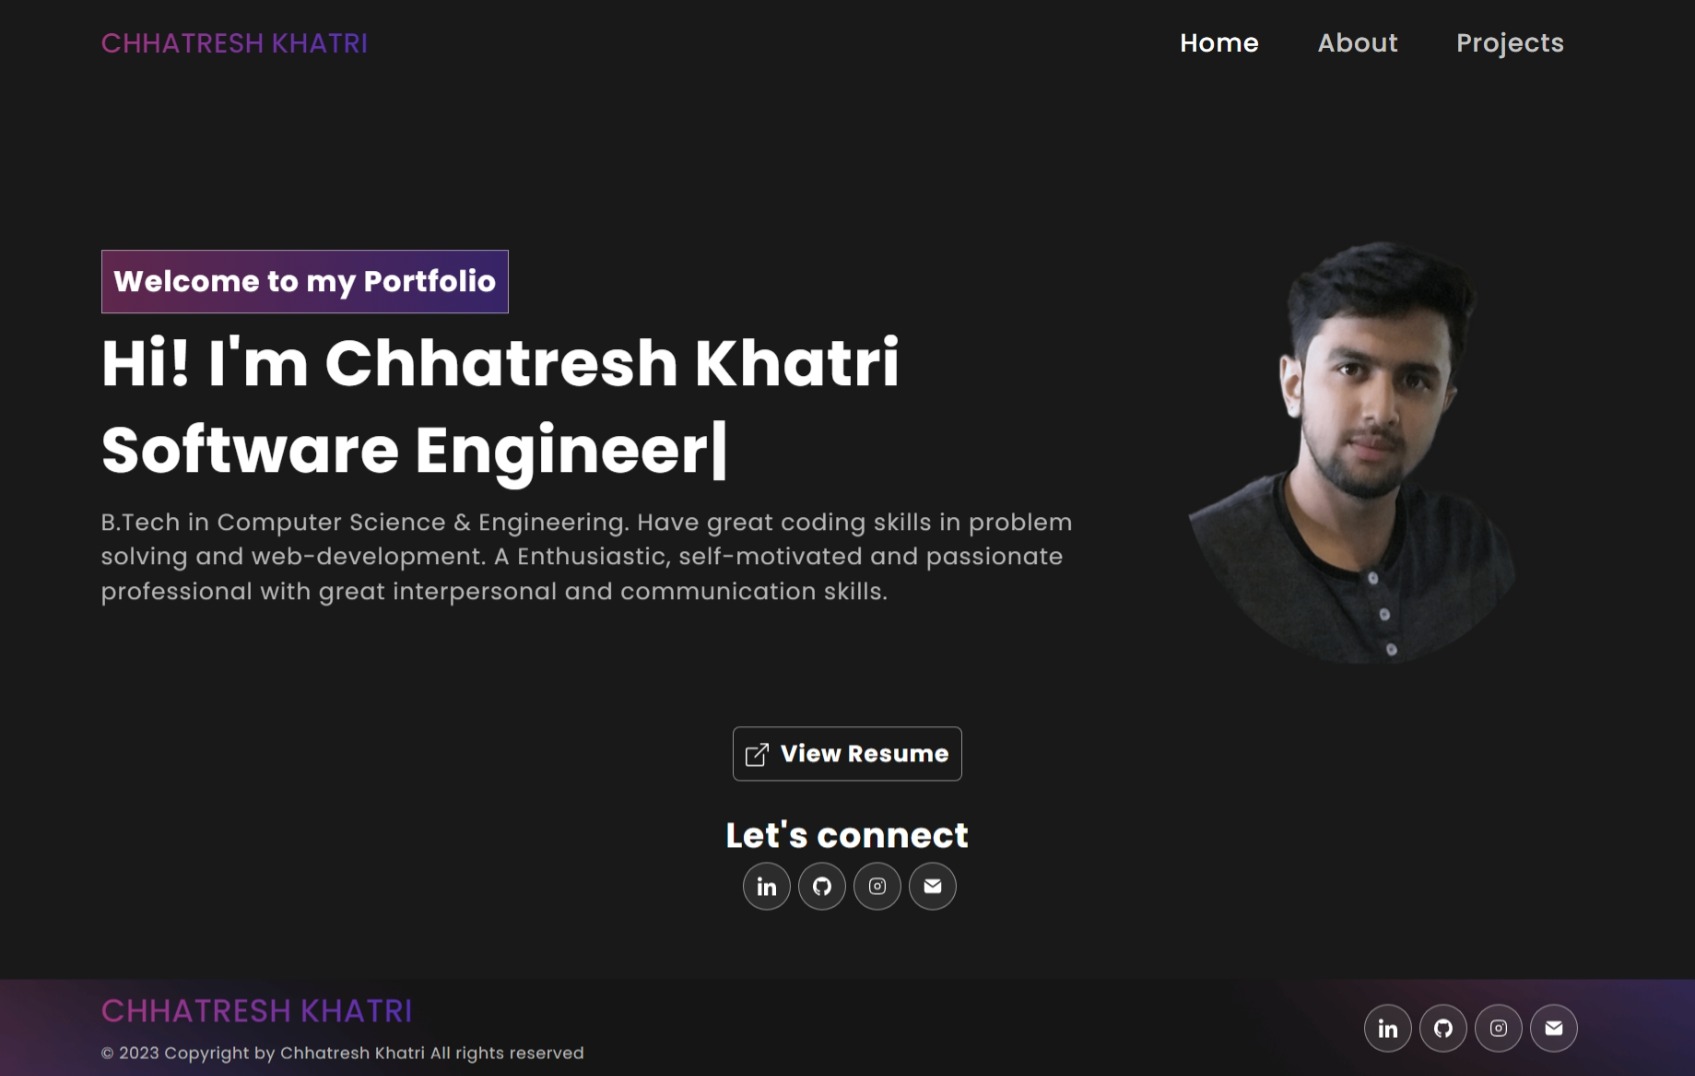 CHHATRESH KHATRI
Home About Projects
Welcome to my Portfolio
Hi! I'm Chhatresh Khatri
Software Engineer|
B.Tech in Computer Science & Engineering. Have great coding skills in problem
solving and web-development. A Enthusiastic, self-motivated and passionate
professional with great interpersonal and communication skills.
View Resume
Let's connect
in
CHHATRESH KHATRI
© 2023 Copyright by Chhatresh Khatri All rights reserved
in